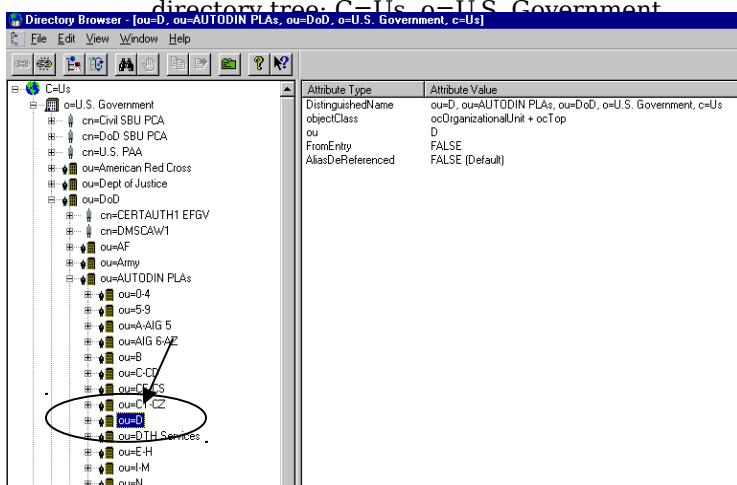 directory tree: C=Us, o=U.S. Government
Directory Browser - [ou=D, ou=AUTODIN PLAs, ou=DoD, o=U.S. Government, c=Us]
File Edit View Window Help
C=Us
o=U.S. Government
cn=Civil SBU PCA
cn=DoD SBU PCA
cn=U.S. PAA
ou=American Red Cross
ou=Dept of Justice
ou=DoD
cn=CERTAUTH1 EFGV
cn=DMSCAW1
ou=AF
ou=Army
ou=AUTODIN PLAs
ou=0-4
ou=5-9
ou=A-AIG 5
ou=AIG 6-AZ
ou=B
ou=C-CD
ou=CE-CS
ou=CT-CZ
ou=D
ou=DTH Services
ou=E-H
ou=I-M
ou=N
Attribute Type Attribute Value
DistinguishedName ou=D, ou=AUTODIN PLAs, ou=DoD, o=U.S. Government, c=Us
objectClass ocOrganizationalUnit + ocTop
ou D
FromEntry FALSE
AliasDeReferenced FALSE (Default)